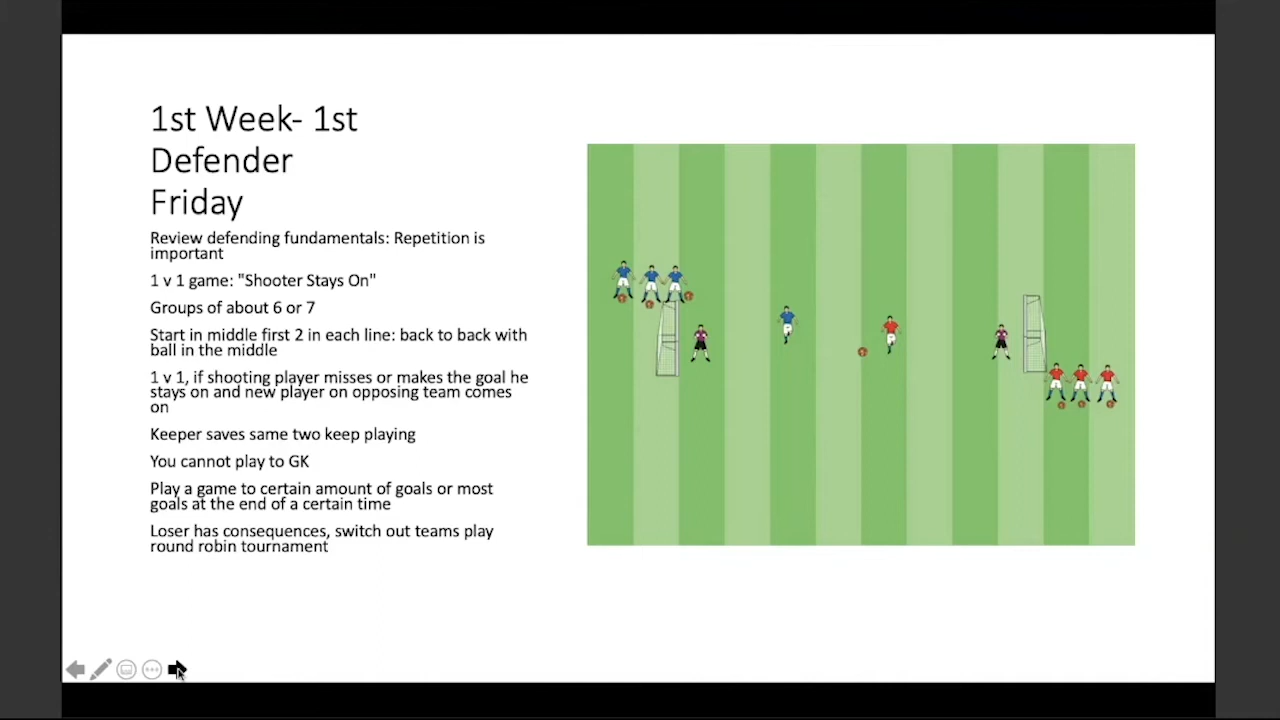 1st Week- 1st
Defender
Friday
Review defending fundamentals: Repetition is
important
1 v 1 game: "Shooter Stays On"
Groups of about 6 or 7
Start in middle first 2 in each line: back to back with
ball in the middle
1 v 1, if shooting player misses or makes the goal he
stays on and new player on opposing team comes
on
Keeper saves same two keep playing
You cannot play to GK
Play a game to certain amount of goals or most
goals at the end of a certain time
Loser has consequences, switch out teams play
round robin tournament